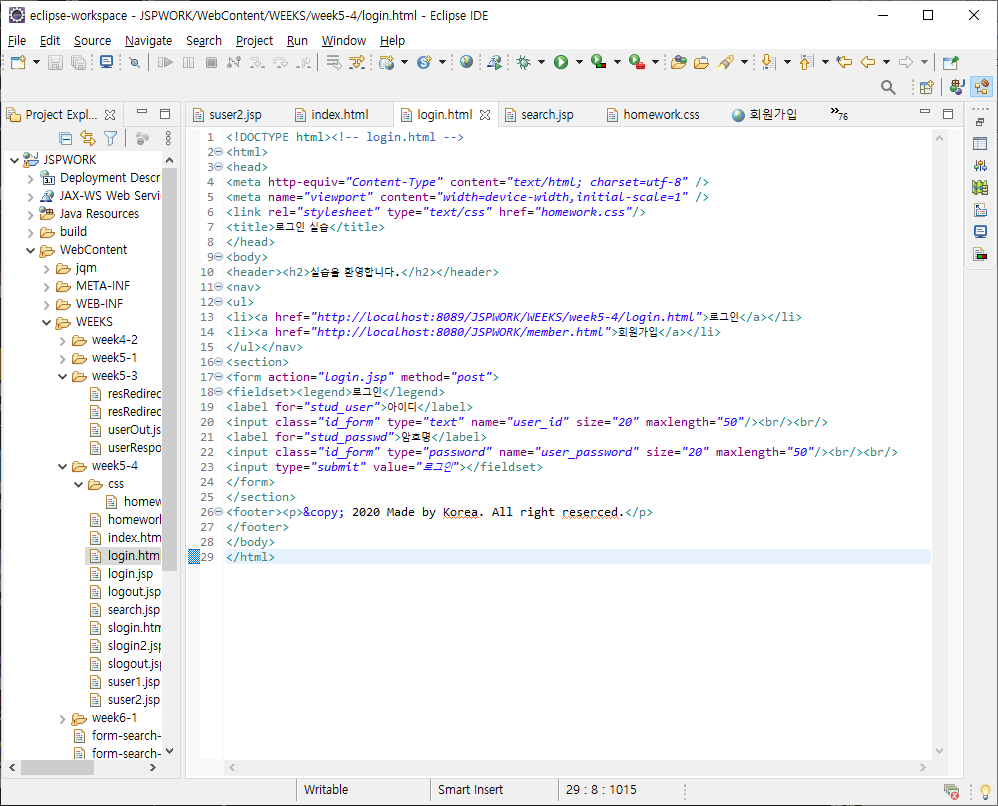 eclipse-workspace - JSPWORK/WebContent/WEEKS/week5-4/login.html - Eclipse IDE
File Edit Source Navigate Search Project Run Window Help
Project Expl...
suser2.jsp index.html login.html search.jsp homework.css 회원가입 »76
JSPWORK
Deployment Descr
JAX-WS Web Servi
Java Resources
build
WebContent
jqm
META-INF
WEB-INF
WEEKS
week4-2
week5-1
week5-3
resRedirec
resRedirec
userOut.js
userRespo
week5-4
css
homew
homework
index.htm
login.htm
login.jsp
logout.jsp
search.jsp
slogin.htm
slogin2.jsp
slogout.jsp
suser1.jsp
suser2.jsp
week6-1
form-search-
form-search-
1 <!DOCTYPE html><!-- login.html -->
2 <html>
3 <head>
4 <meta http-equiv="Content-Type" content="text/html; charset=utf-8" />
5 <meta name="viewport" content="width=device-width,initial-scale=1" />
6 <link rel="stylesheet" type="text/css" href="homework.css"/>
7 <title>로그인 실습</title>
8 </head>
9 <body>
10 <header><h2>실습을 환영합니다.</h2></header>
11 <nav>
12 <ul>
13 <li><a href="http://localhost:8089/JSPWORK/WEEKS/week5-4/login.html">로그인</a></li>
14 <li><a href="http://localhost:8080/JSPWORK/member.html">회원가입</a></li>
15 </ul></nav>
16 <section>
17 <form action="login.jsp" method="post">
18 <fieldset><legend>로그인</legend>
19 <label for="stud_user">아이디</label>
20 <input class="id_form" type="text" name="user_id" size="20" maxlength="50"/><br/><br/>
21 <label for="stud_passwd">암호명</label>
22 <input class="id_form" type="password" name="user_password" size="20" maxlength="50"/><br/><br/>
23 <input type="submit" value="로그인"></fieldset>
24 </form>
25 </section>
26 <footer><p>&copy; 2020 Made by Korea. All right reserced.</p>
27 </footer>
28 </body>
29 </html>
Writable Smart Insert 29 : 8 : 1015